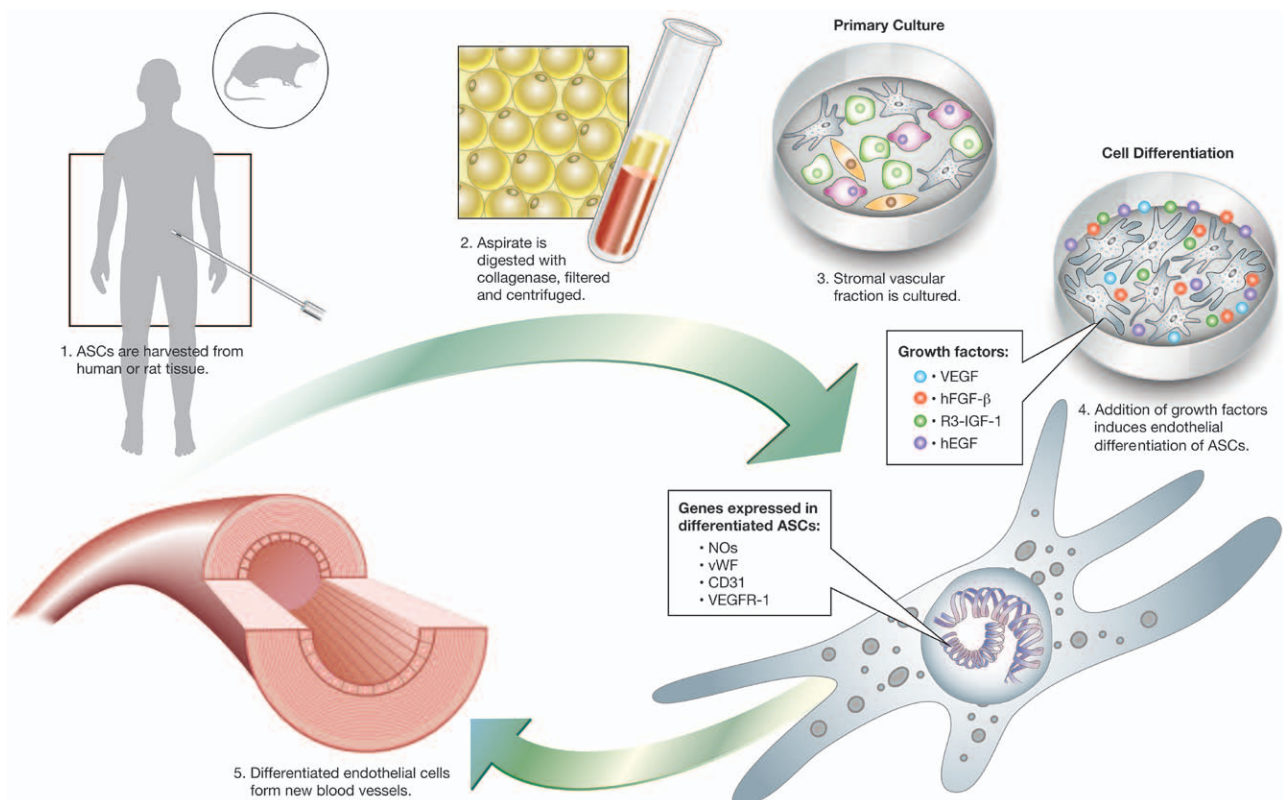 1. ASCs are harvested from
human or rat tissue.
2. Aspirate is
digested with
collagenase, filtered
and centrifuged.
Primary Culture
3. Stromal vascular
fraction is cultured.
Cell Differentiation
Growth factors:
• VEGF
• hFGF-β
• R3-IGF-1
• hEGF
4. Addition of growth factors
induces endothelial
differentiation of ASCs.
Genes expressed in
differentiated ASCs:
• NOs
• vWF
• CD31
• VEGFR-1
5. Differentiated endothelial cells
form new blood vessels.